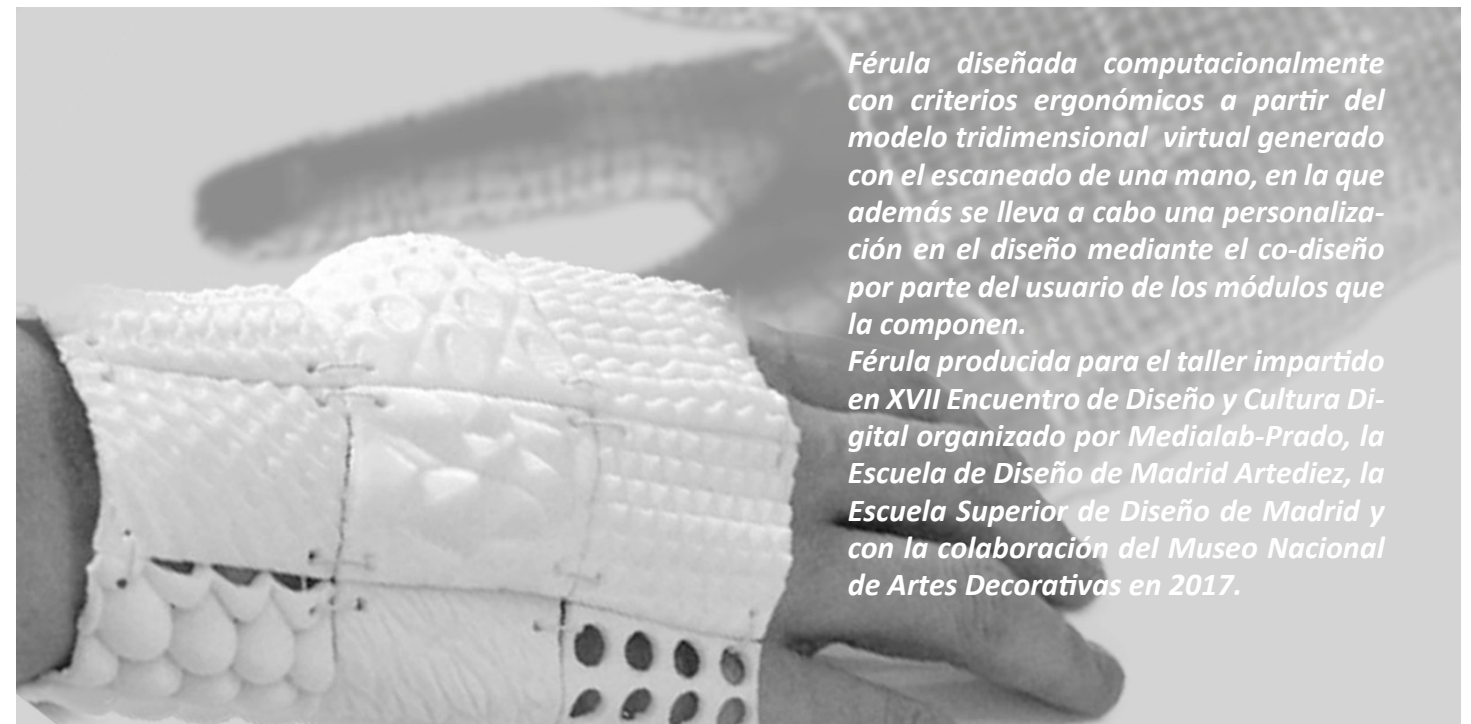 Férula diseñada computacionalmente
con criterios ergonómicos a partir del
modelo tridimensional virtual generado
con el escaneado de una mano, en la que
además se lleva a cabo una personaliza-
ción en el diseño mediante el co-diseño
por parte del usuario de los módulos que
la componen.
Férula producida para el taller impartido
en XVII Encuentro de Diseño y Cultura Di-
gital organizado por Medialab-Prado, la
Escuela de Diseño de Madrid Artediez, la
Escuela Superior de Diseño de Madrid y
con la colaboración del Museo Nacional
de Artes Decorativas en 2017.